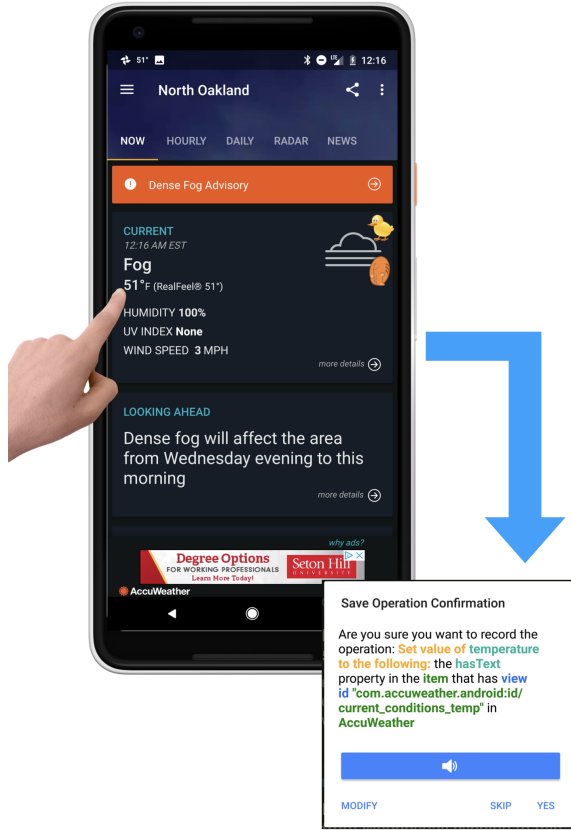 51° LTE 12:16
North Oakland
NOW HOURLY DAILY RADAR NEWS
Dense Fog Advisory
CURRENT
12:16 AM EST
Fog
51°F (RealFeel® 51°)
HUMIDITY 100%
UV INDEX None
WIND SPEED 3 MPH
more details
LOOKING AHEAD
Dense fog will affect the area
from Wednesday evening to this
morning
more details
why ads?
Degree Options
FOR WORKING PROFESSIONALS
Learn More Today!
Seton Hill
UNIVERSITY
AccuWeather
Save Operation Confirmation
Are you sure you want to record the
operation: Set value of temperature
to the following: the hasText
property in the item that has view
id "com.accuweather.android:id/
current_conditions_temp" in
AccuWeather
MODIFY SKIP YES